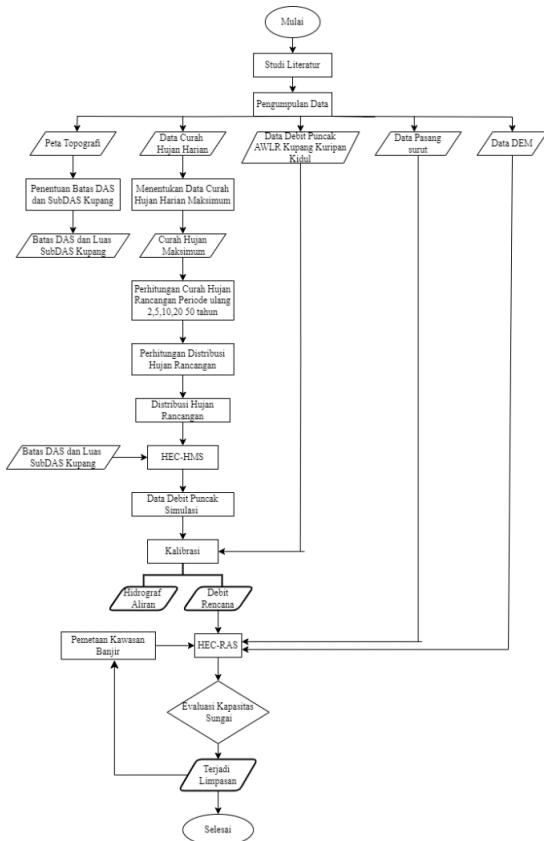 Mulai
Studi Literatur
Pengumpulan Data
Peta Topografi
Data Curah
Hujan Harian
Data Debit Puncak
AWLR Kupang Kuripan
Kidul
Data Pasang
surut
Data DEM
Penentuan Batas DAS
dan SubDAS Kupang
Menentukan Data Curah
Hujan Harian Maksimum
Batas DAS dan Luas
SubDAS Kupang
Curah Hujan
Maksimum
Perhitungan Curah Hujan
Rancangan Periode ulang
2,5,10,20 50 tahun
Perhitungan Distribusi
Hujan Rancangan
Distribusi Hujan
Rancangan
Batas DAS dan Luas
SubDAS Kupang
HEC-HMS
Data Debit Puncak
Simulasi
Kalibrasi
Hidrograf
Aliran
Debit
Rencana
Pemetaan Kawasan
Banjir
HEC-RAS
Evaluasi Kapasitas
Sungai
Terjadi
Limpasan
Selesai